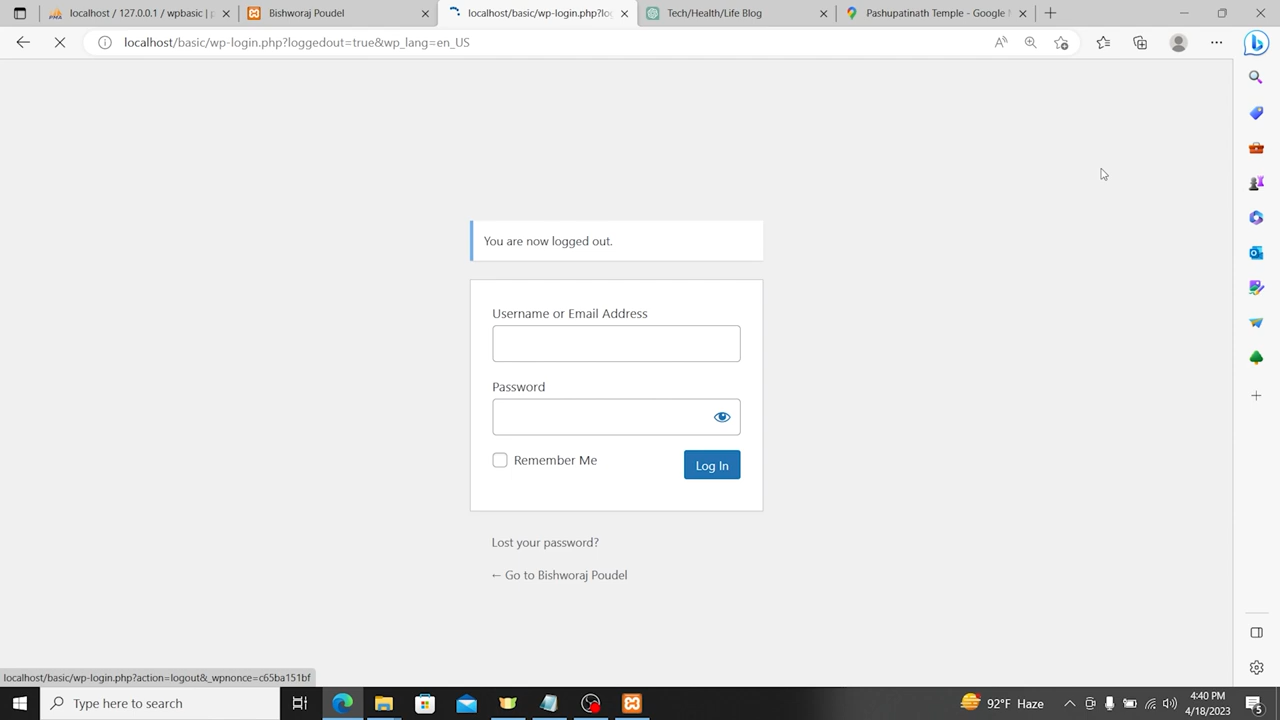 localhost / 127.0.0.1 / wpbasic | p
Bishworaj Poudel
localhost/basic/wp-login.php?log
Tech/Health/Life Blog
Pashupatinath Temple - Google
localhost/basic/wp-login.php?loggedout=true&wp_lang=en_US
You are now logged out.
Username or Email Address
Password
Remember Me
Log In
Lost your password?
← Go to Bishworaj Poudel
localhost/basic/wp-login.php?action=logout&_wpnonce=c65ba151bf
Type here to search
92°F Haze
4:40 PM
4/18/2023
5